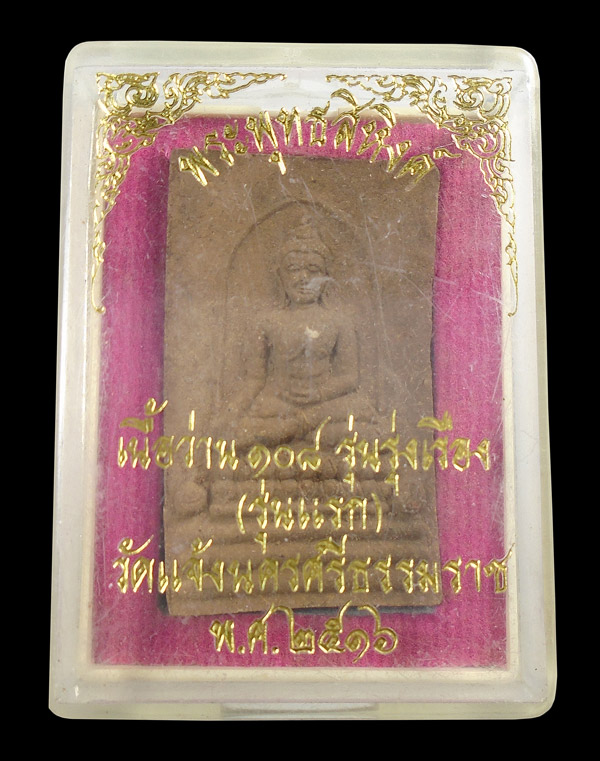 พระพุทธสิหิงค์
เนื้อว่าน ๑๐๘ รุ่นรุ่งเรือง
(รุ่นแรก)
วัดแจ้งนครศรีธรรมราช
พ.ศ.๒๕๑๖